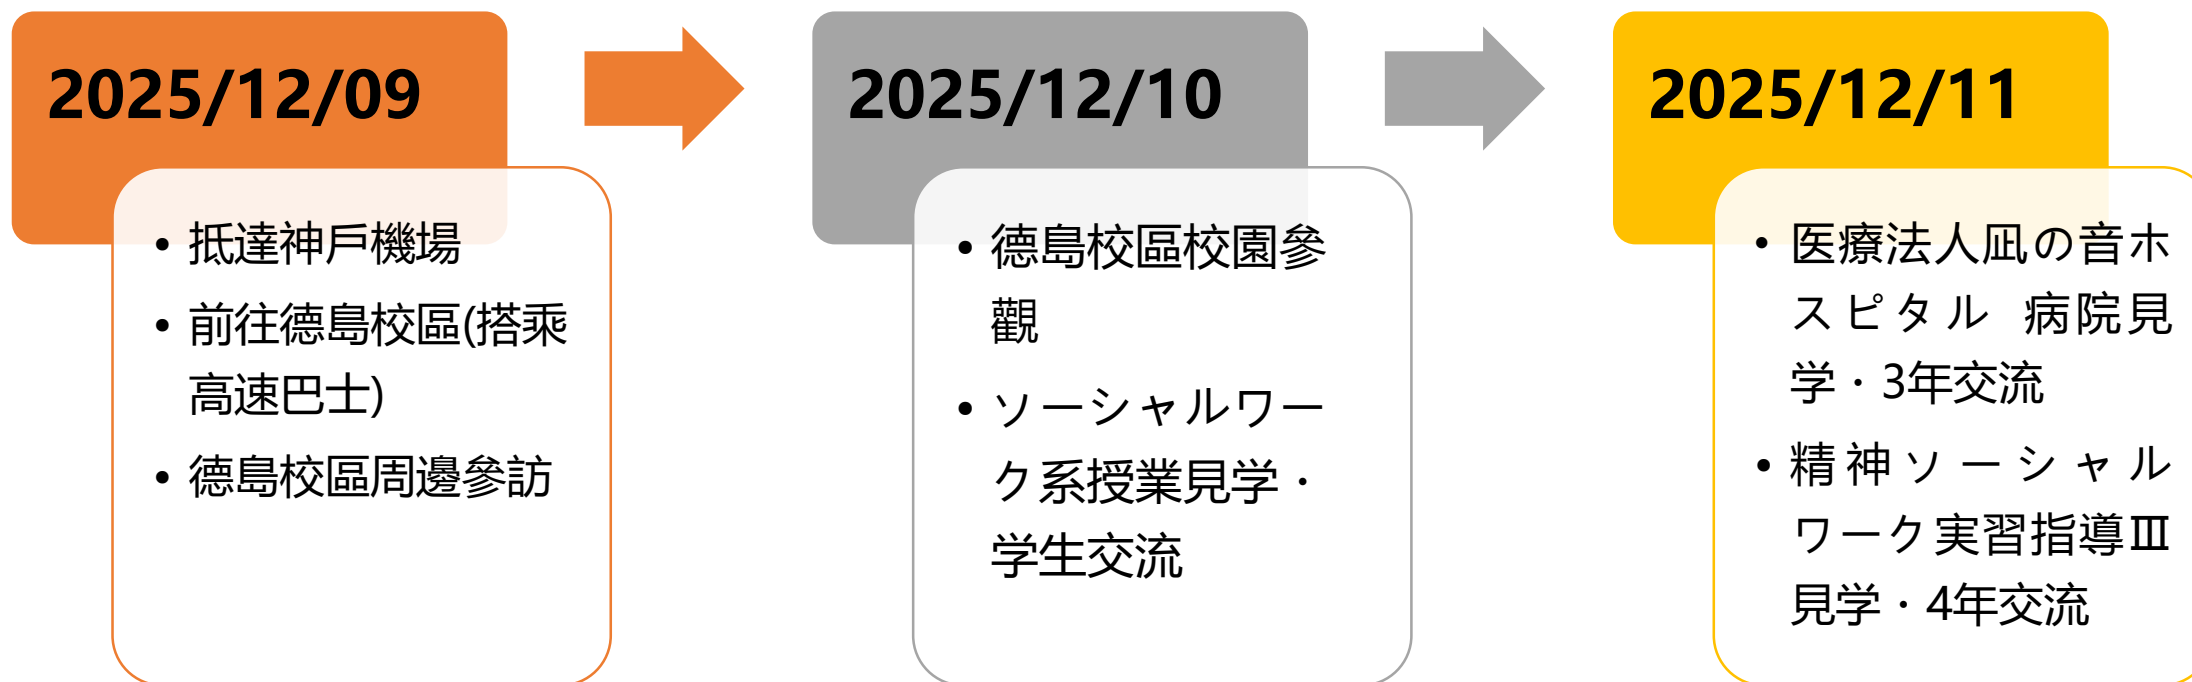 2025/12/09
• 抵達神戶機場
• 前往德島校區(搭乘
高速巴士)
• 德島校區周邊參訪
2025/12/10
• 德島校區校園參
觀
• ソーシャルワー
ク系授業見学・
学生交流
2025/12/11
• 医療法人凪の音ホ
スピタル 病院見
学・3年交流
• 精神ソーシャル
ワーク実習指導Ⅲ
見学・4年交流